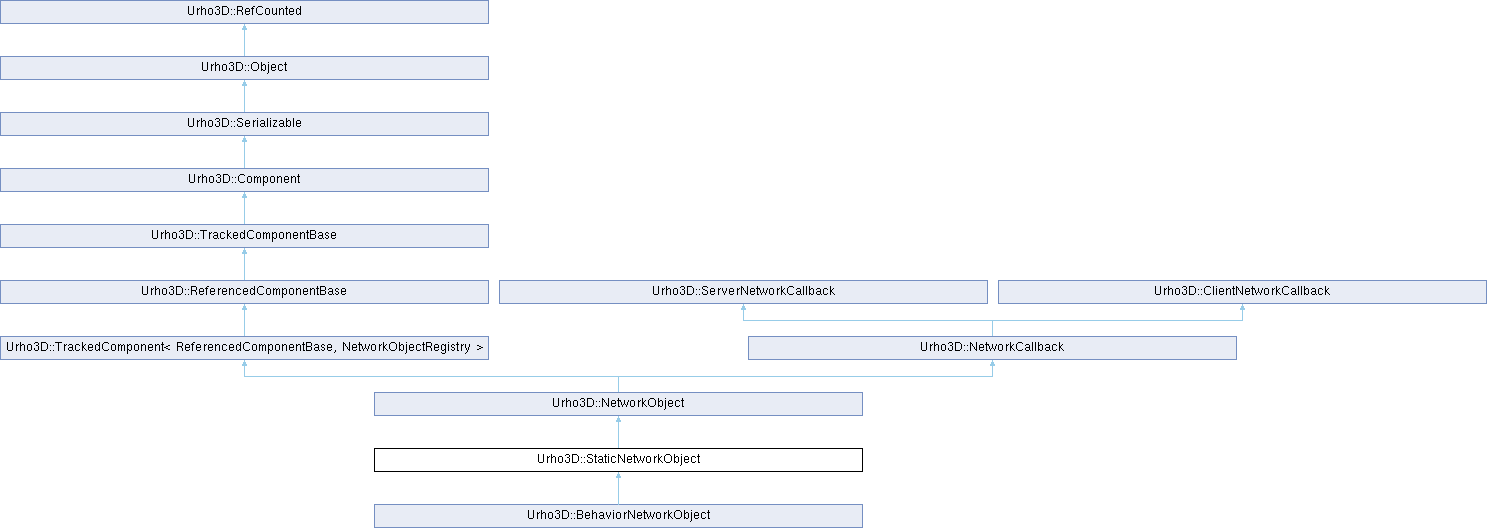 Urho3D::RefCounted
Urho3D::Object
Urho3D::Serializable
Urho3D::Component
Urho3D::TrackedComponentBase
Urho3D::ReferencedComponentBase
Urho3D::ServerNetworkCallback
Urho3D::ClientNetworkCallback
Urho3D::TrackedComponent< ReferencedComponentBase, NetworkObjectRegistry >
Urho3D::NetworkCallback
Urho3D::NetworkObject
Urho3D::StaticNetworkObject
Urho3D::BehaviorNetworkObject